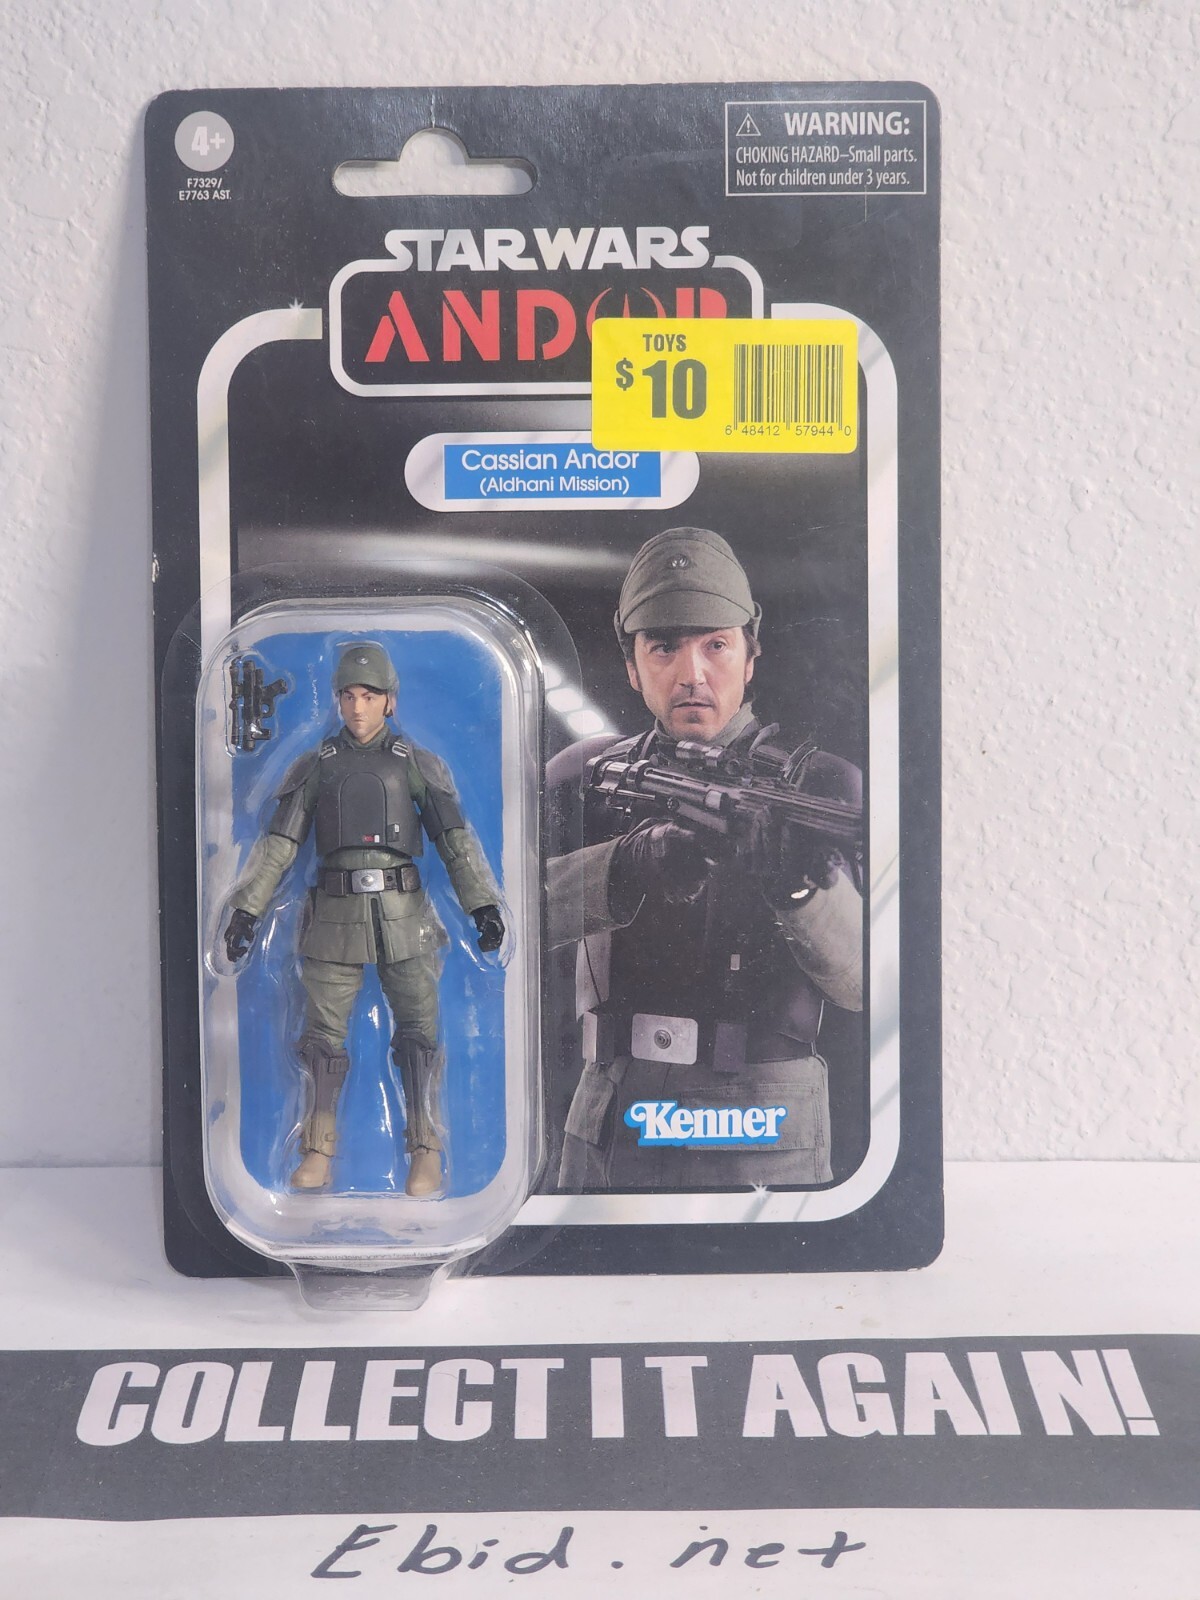 4+
F7329/
E7763 AST.
WARNING:
CHOKING HAZARD–Small parts.
Not for children under 3 years.
STAR WARS
ANDOR
TOYS
$10
6 48412 57944 0
Cassian Andor
(Aldhani Mission)
Kenner
COLLECT IT AGAIN!
Ebid.net